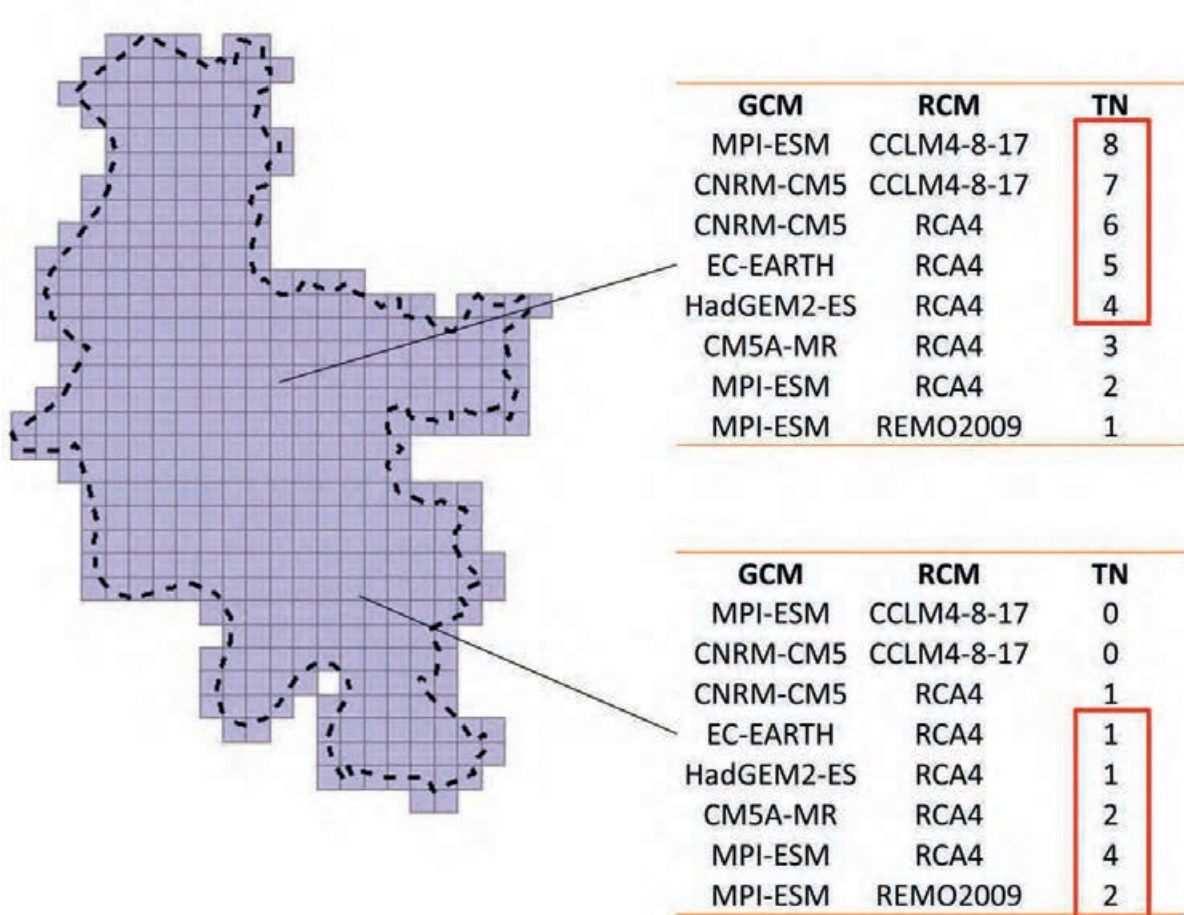 GCM RCM TN
MPI-ESM CCLM4-8-17 8
CNRM-CM5 CCLM4-8-17 7
CNRM-CM5 RCA4 6
EC-EARTH RCA4 5
HadGEM2-ES RCA4 4
CM5A-MR RCA4 3
MPI-ESM RCA4 2
MPI-ESM REMO2009 1
GCM RCM TN
MPI-ESM CCLM4-8-17 0
CNRM-CM5 CCLM4-8-17 0
CNRM-CM5 RCA4 1
EC-EARTH RCA4 1
HadGEM2-ES RCA4 1
CM5A-MR RCA4 2
MPI-ESM RCA4 4
MPI-ESM REMO2009 2